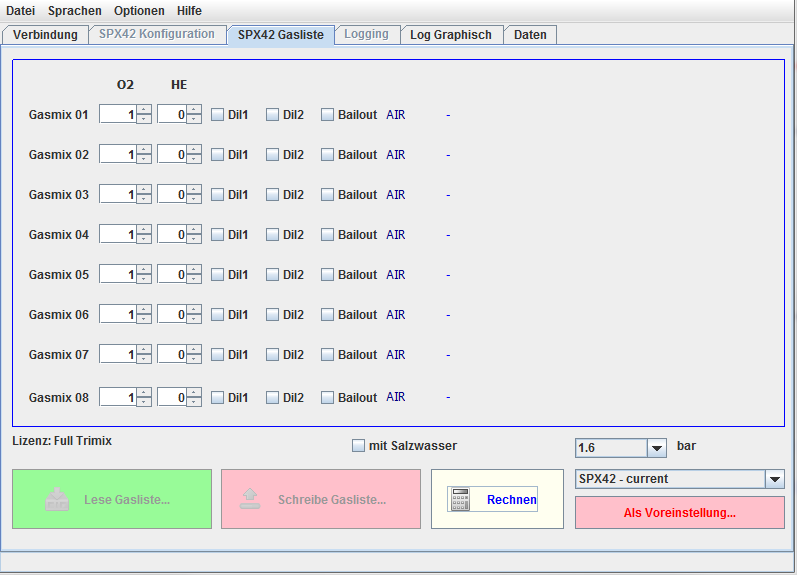 Datei Sprachen Optionen Hilfe
Verbindung SPX42 Konfiguration SPX42 Gasliste Logging Log Graphisch Daten
O2 HE
Gasmix 01 1 0 Dil1 Dil2 Bailout AIR -
Gasmix 02 1 0 Dil1 Dil2 Bailout AIR -
Gasmix 03 1 0 Dil1 Dil2 Bailout AIR -
Gasmix 04 1 0 Dil1 Dil2 Bailout AIR -
Gasmix 05 1 0 Dil1 Dil2 Bailout AIR -
Gasmix 06 1 0 Dil1 Dil2 Bailout AIR -
Gasmix 07 1 0 Dil1 Dil2 Bailout AIR -
Gasmix 08 1 0 Dil1 Dil2 Bailout AIR -
Lizenz: Full Trimix mit Salzwasser 1.6 bar
SPX42 - current
Lese Gasliste... Schreibe Gasliste... Rechnen
Als Voreinstellung...